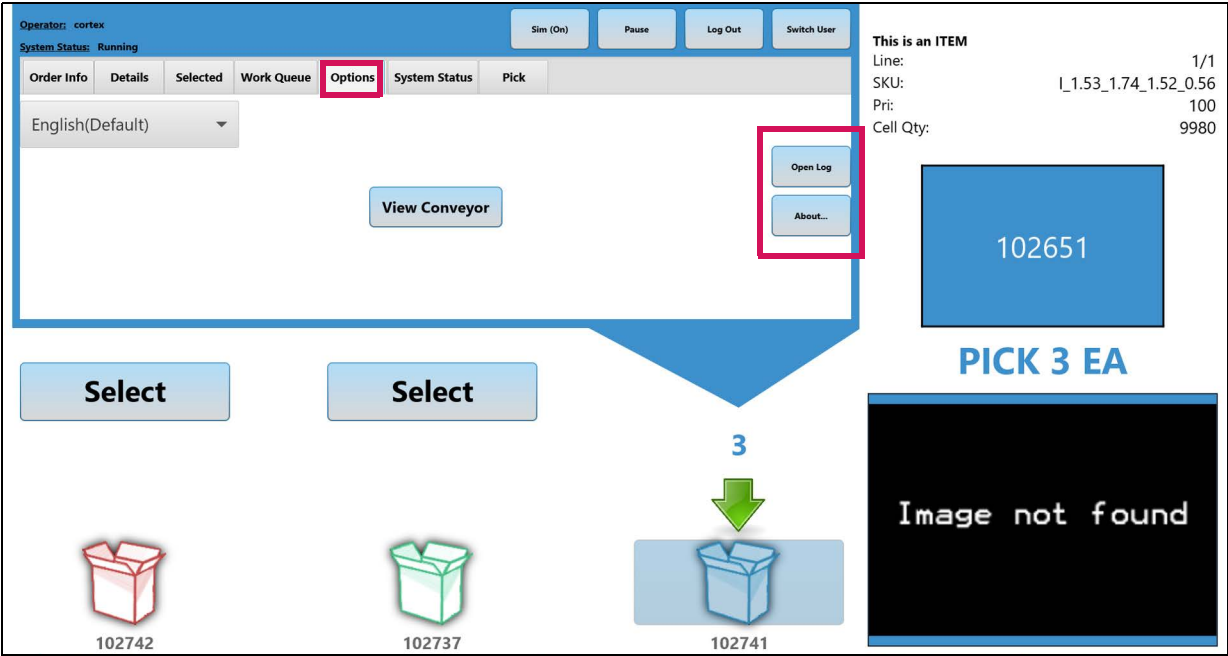 Operator: cortex
System Status: Running
Sim (On)
Pause
Log Out
Switch User
Order Info
Details
Selected
Work Queue
Options
System Status
Pick
English(Default)
View Conveyor
Open Log
About...
This is an ITEM
Line: 1/1
SKU: I_1.53_1.74_1.52_0.56
Pri: 100
Cell Qty: 9980
102651
PICK 3 EA
Image not found
Select
Select
3
102742
102737
102741